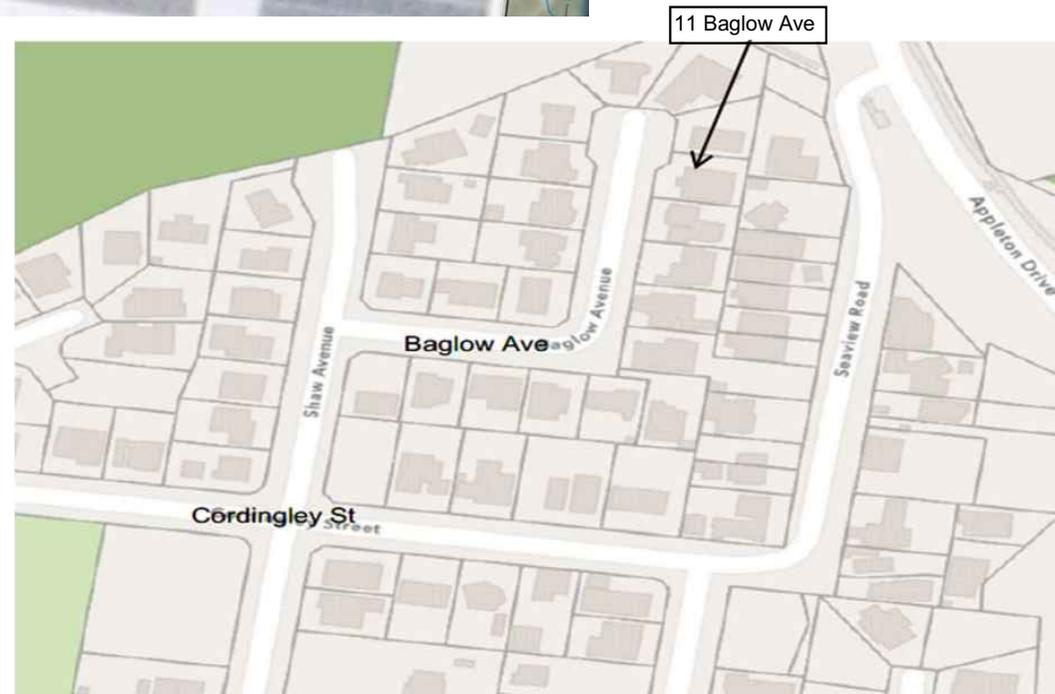 11 Baglow Ave
Appleton Drive
Baglow Avenue
Seaview Road
Baglow Ave
Shaw Avenue
Cordingley St
Street